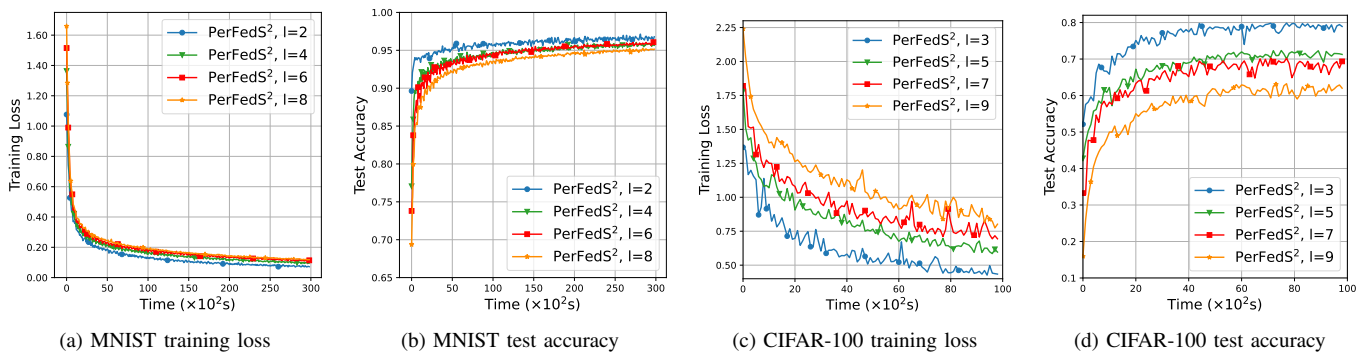 Training Loss
1.60
1.40
1.20
1.00
0.80
0.60
0.40
0.20
0.00
0 50 100 150 200 250 300
Time (×10²s)
PerFedS², l=2
PerFedS², l=4
PerFedS², l=6
PerFedS², l=8
(a) MNIST training loss
Test Accuracy
1.00
0.95
0.90
0.85
0.80
0.75
0.70
0.65
0 50 100 150 200 250 300
Time (×10²s)
PerFedS², l=2
PerFedS², l=4
PerFedS², l=6
PerFedS², l=8
(b) MNIST test accuracy
Training Loss
2.25
2.00
1.75
1.50
1.25
1.00
0.75
0.50
0 20 40 60 80 100
Time (×10²s)
PerFedS², l=3
PerFedS², l=5
PerFedS², l=7
PerFedS², l=9
(c) CIFAR-100 training loss
Test Accuracy
0.8
0.7
0.6
0.5
0.4
0.3
0.2
0.1
0 20 40 60 80 100
Time (×10²s)
PerFedS², l=3
PerFedS², l=5
PerFedS², l=7
PerFedS², l=9
(d) CIFAR-100 test accuracy